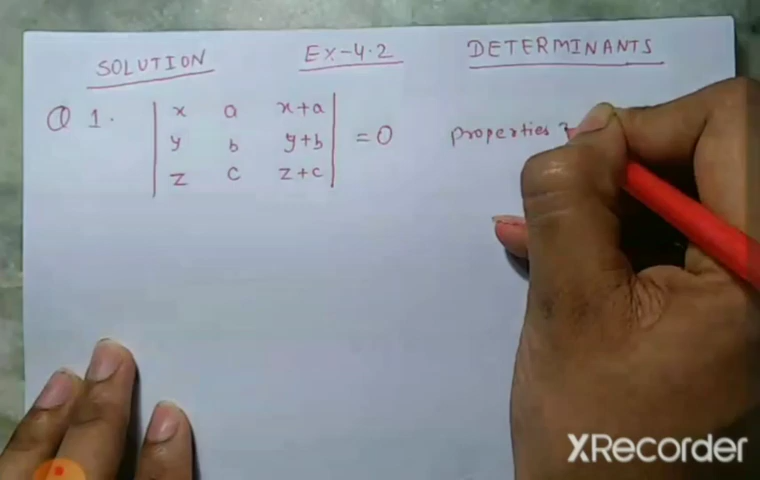 SOLUTION EX-4.2 DETERMINANTS
Q 1. | x a x+a |
| y b y+b | = 0 properties
| z c z+c |
XRecorder